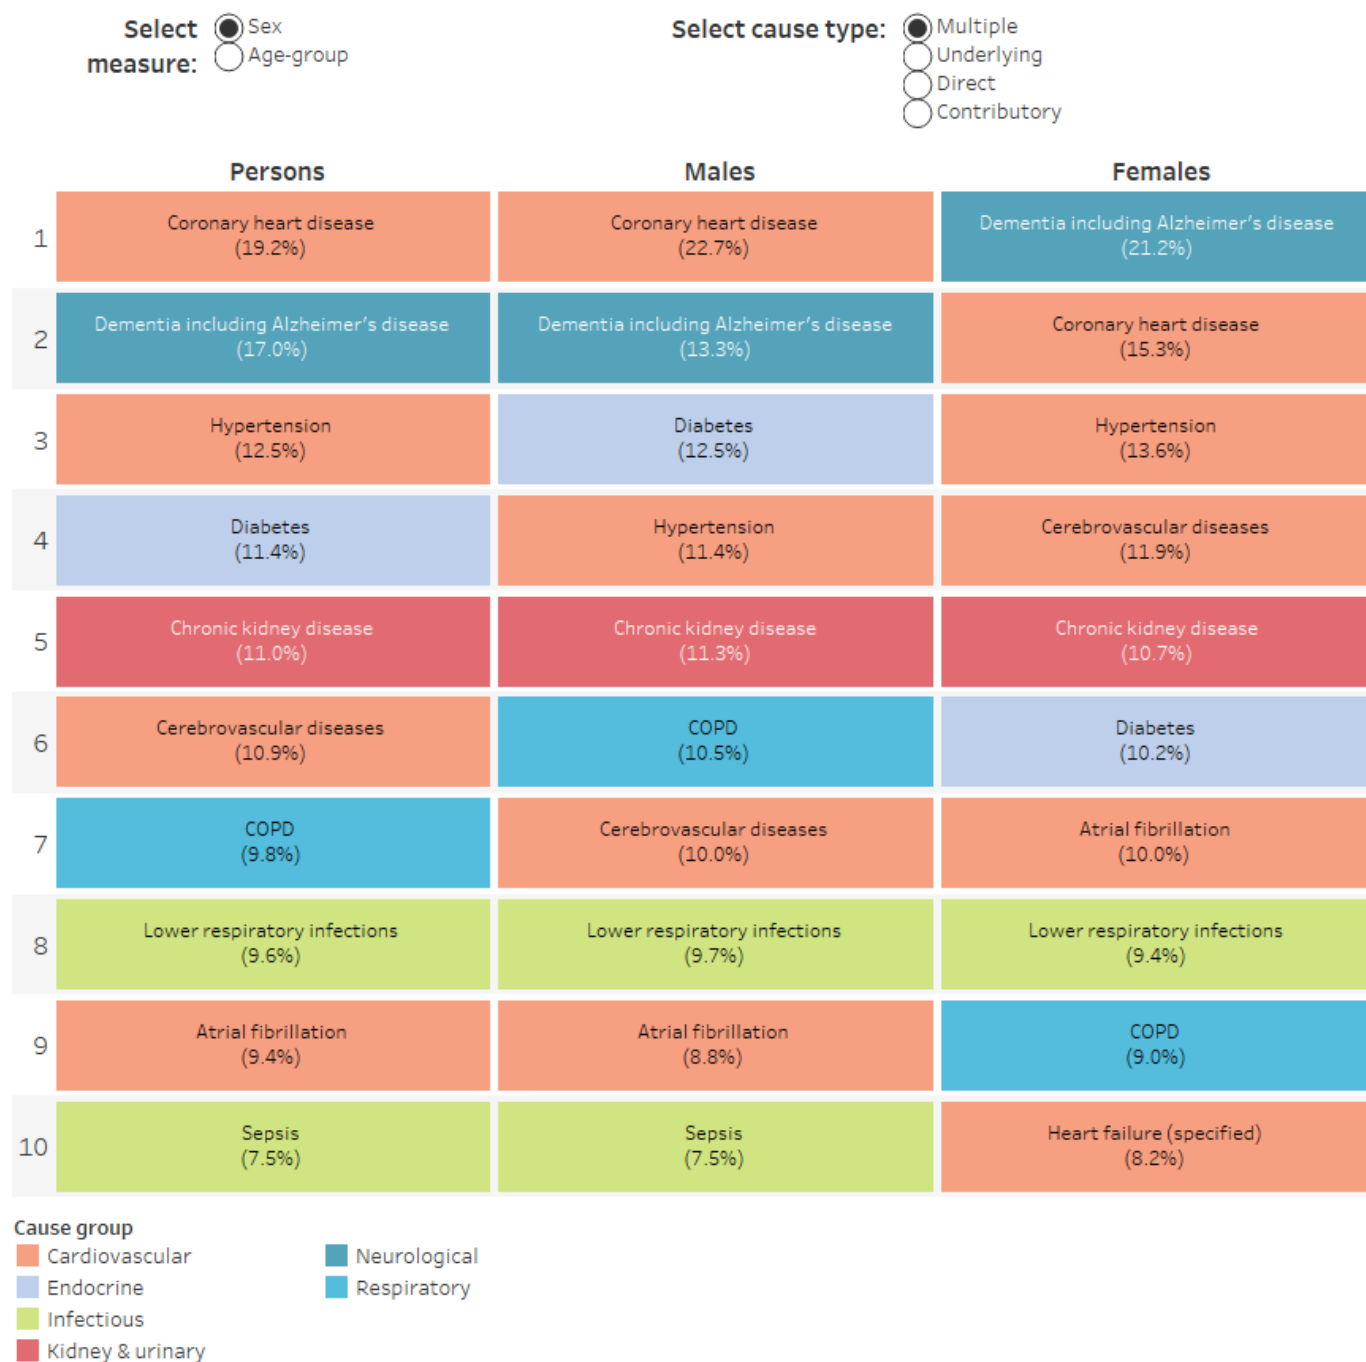 Select measure:
Sex
Age-group
Select cause type:
Multiple
Underlying
Direct
Contributory
Persons
Males
Females
1
Coronary heart disease
(19.2%)
Coronary heart disease
(22.7%)
Dementia including Alzheimer’s disease
(21.2%)
2
Dementia including Alzheimer’s disease
(17.0%)
Dementia including Alzheimer’s disease
(13.3%)
Coronary heart disease
(15.3%)
3
Hypertension
(12.5%)
Diabetes
(12.5%)
Hypertension
(13.6%)
4
Diabetes
(11.4%)
Hypertension
(11.4%)
Cerebrovascular diseases
(11.9%)
5
Chronic kidney disease
(11.0%)
Chronic kidney disease
(11.3%)
Chronic kidney disease
(10.7%)
6
Cerebrovascular diseases
(10.9%)
COPD
(10.5%)
Diabetes
(10.2%)
7
COPD
(9.8%)
Cerebrovascular diseases
(10.0%)
Atrial fibrillation
(10.0%)
8
Lower respiratory infections
(9.6%)
Lower respiratory infections
(9.7%)
Lower respiratory infections
(9.4%)
9
Atrial fibrillation
(9.4%)
Atrial fibrillation
(8.8%)
COPD
(9.0%)
10
Sepsis
(7.5%)
Sepsis
(7.5%)
Heart failure (specified)
(8.2%)
Cause group
Cardiovascular
Endocrine
Infectious
Kidney & urinary
Neurological
Respiratory